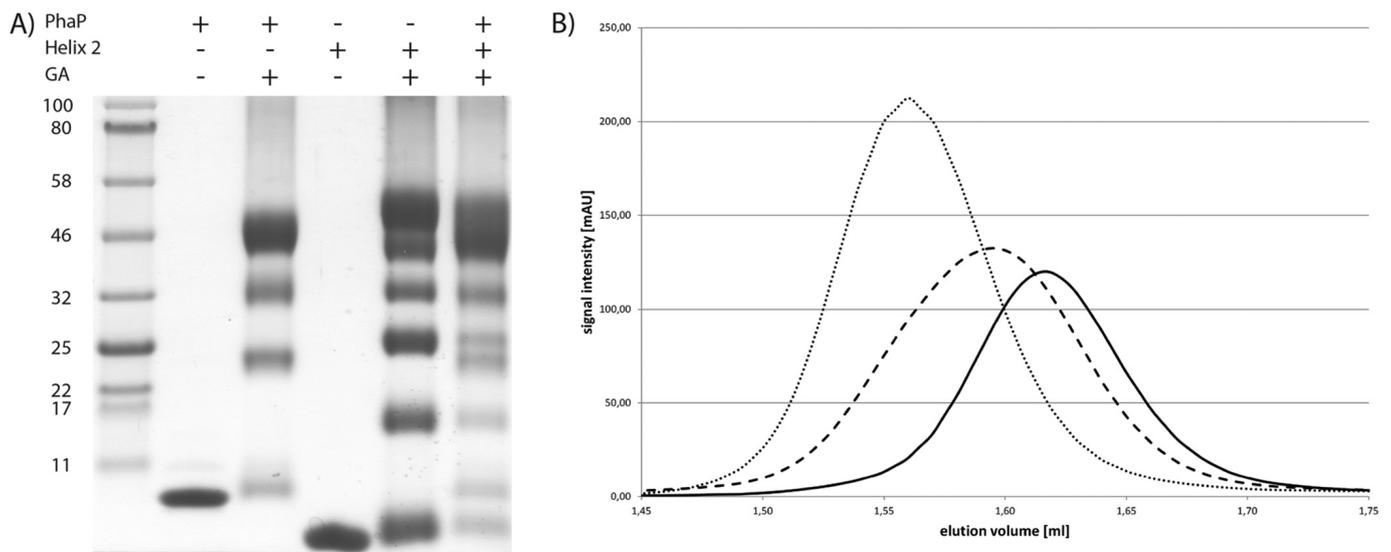 A)
PhaP + + - - +
Helix 2 - - + + +
GA - + - + +
100
80
58
46
32
25
22
17
11
B)
250,00
200,00
150,00
100,00
50,00
0,00
signal intensity [mAU]
1,45 1,50 1,55 1,60 1,65 1,70 1,75
elution volume [ml]